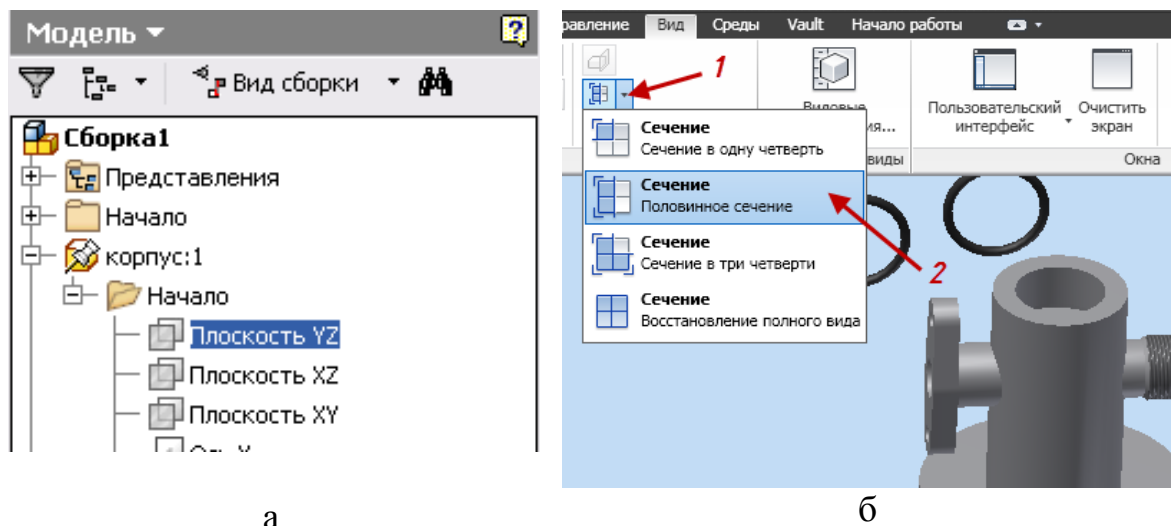 Модель
Вид сборки
Сборка1
Представления
Начало
корпус:1
Начало
Плоскость YZ
Плоскость XZ
Плоскость XY
а
равление Вид Среды Vault Начало работы
1
Пользовательский
интерфейс
Очистить
экран
виды
Окна
Сечение
Сечение в одну четверть
Сечение
Половинное сечение
Сечение
Сечение в три четверти
Сечение
Восстановление полного вида
2
б